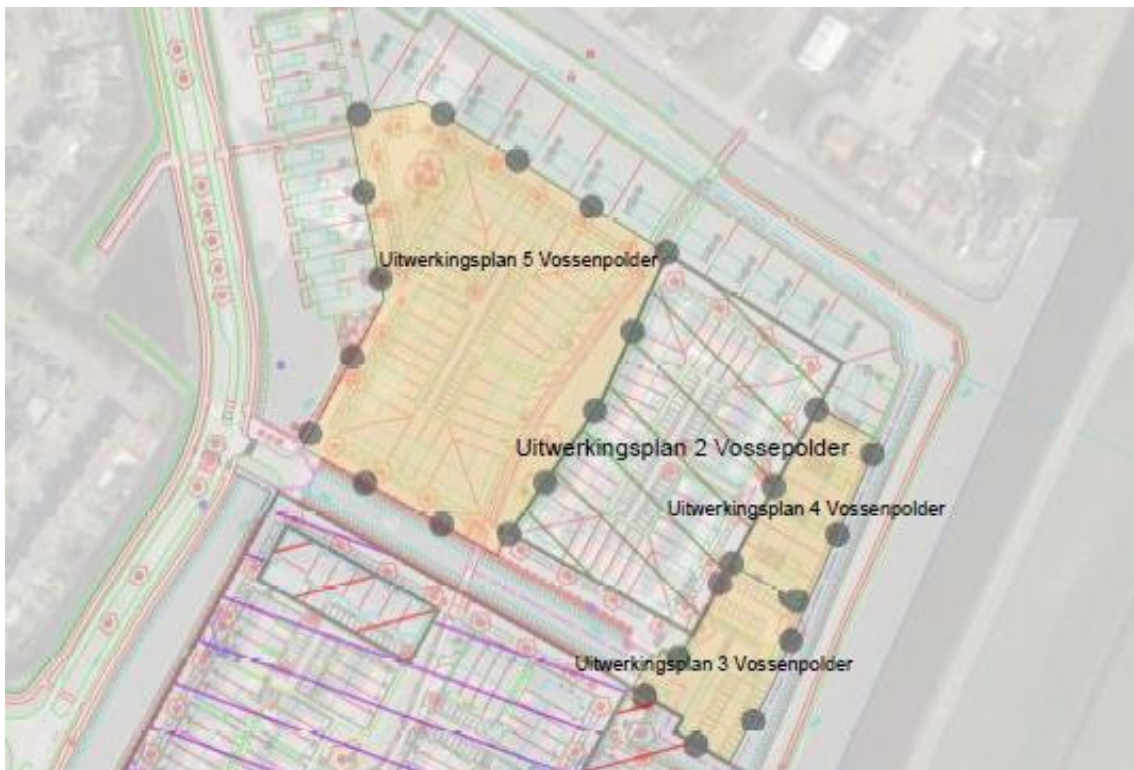 Uitwerkingsplan 5 Vossenpolder
Uitwerkingsplan 2 Vossepolder
Uitwerkingsplan 4 Vossenpolder
Uitwerkingsplan 3 Vossenpolder